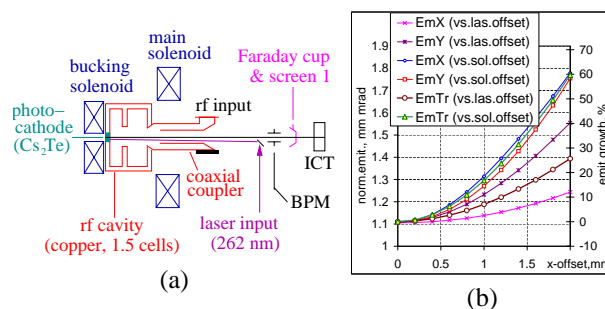 main
solenoid
bucking
solenoid
Faraday cup
& screen 1
photo-
cathode
(Cs2Te)
rf input
coaxial
coupler
ICT
BPM
laser input
(262 nm)
rf cavity
(copper, 1.5 cells)
(a)
EmX (vs.las.offset)
EmY (vs.las.offset)
EmX (vs.sol.offset)
EmY (vs.sol.offset)
EmTr (vs.las.offset)
EmTr (vs.sol.offset)
norm.emit., mm mrad
1.9
1.8
1.7
1.6
1.5
1.4
1.3
1.2
1.1
1
70
60
50
40
30
20
10
0
-10
emit growth, %
0
0.5
1.0
1.5
x-offset,mm
(b)